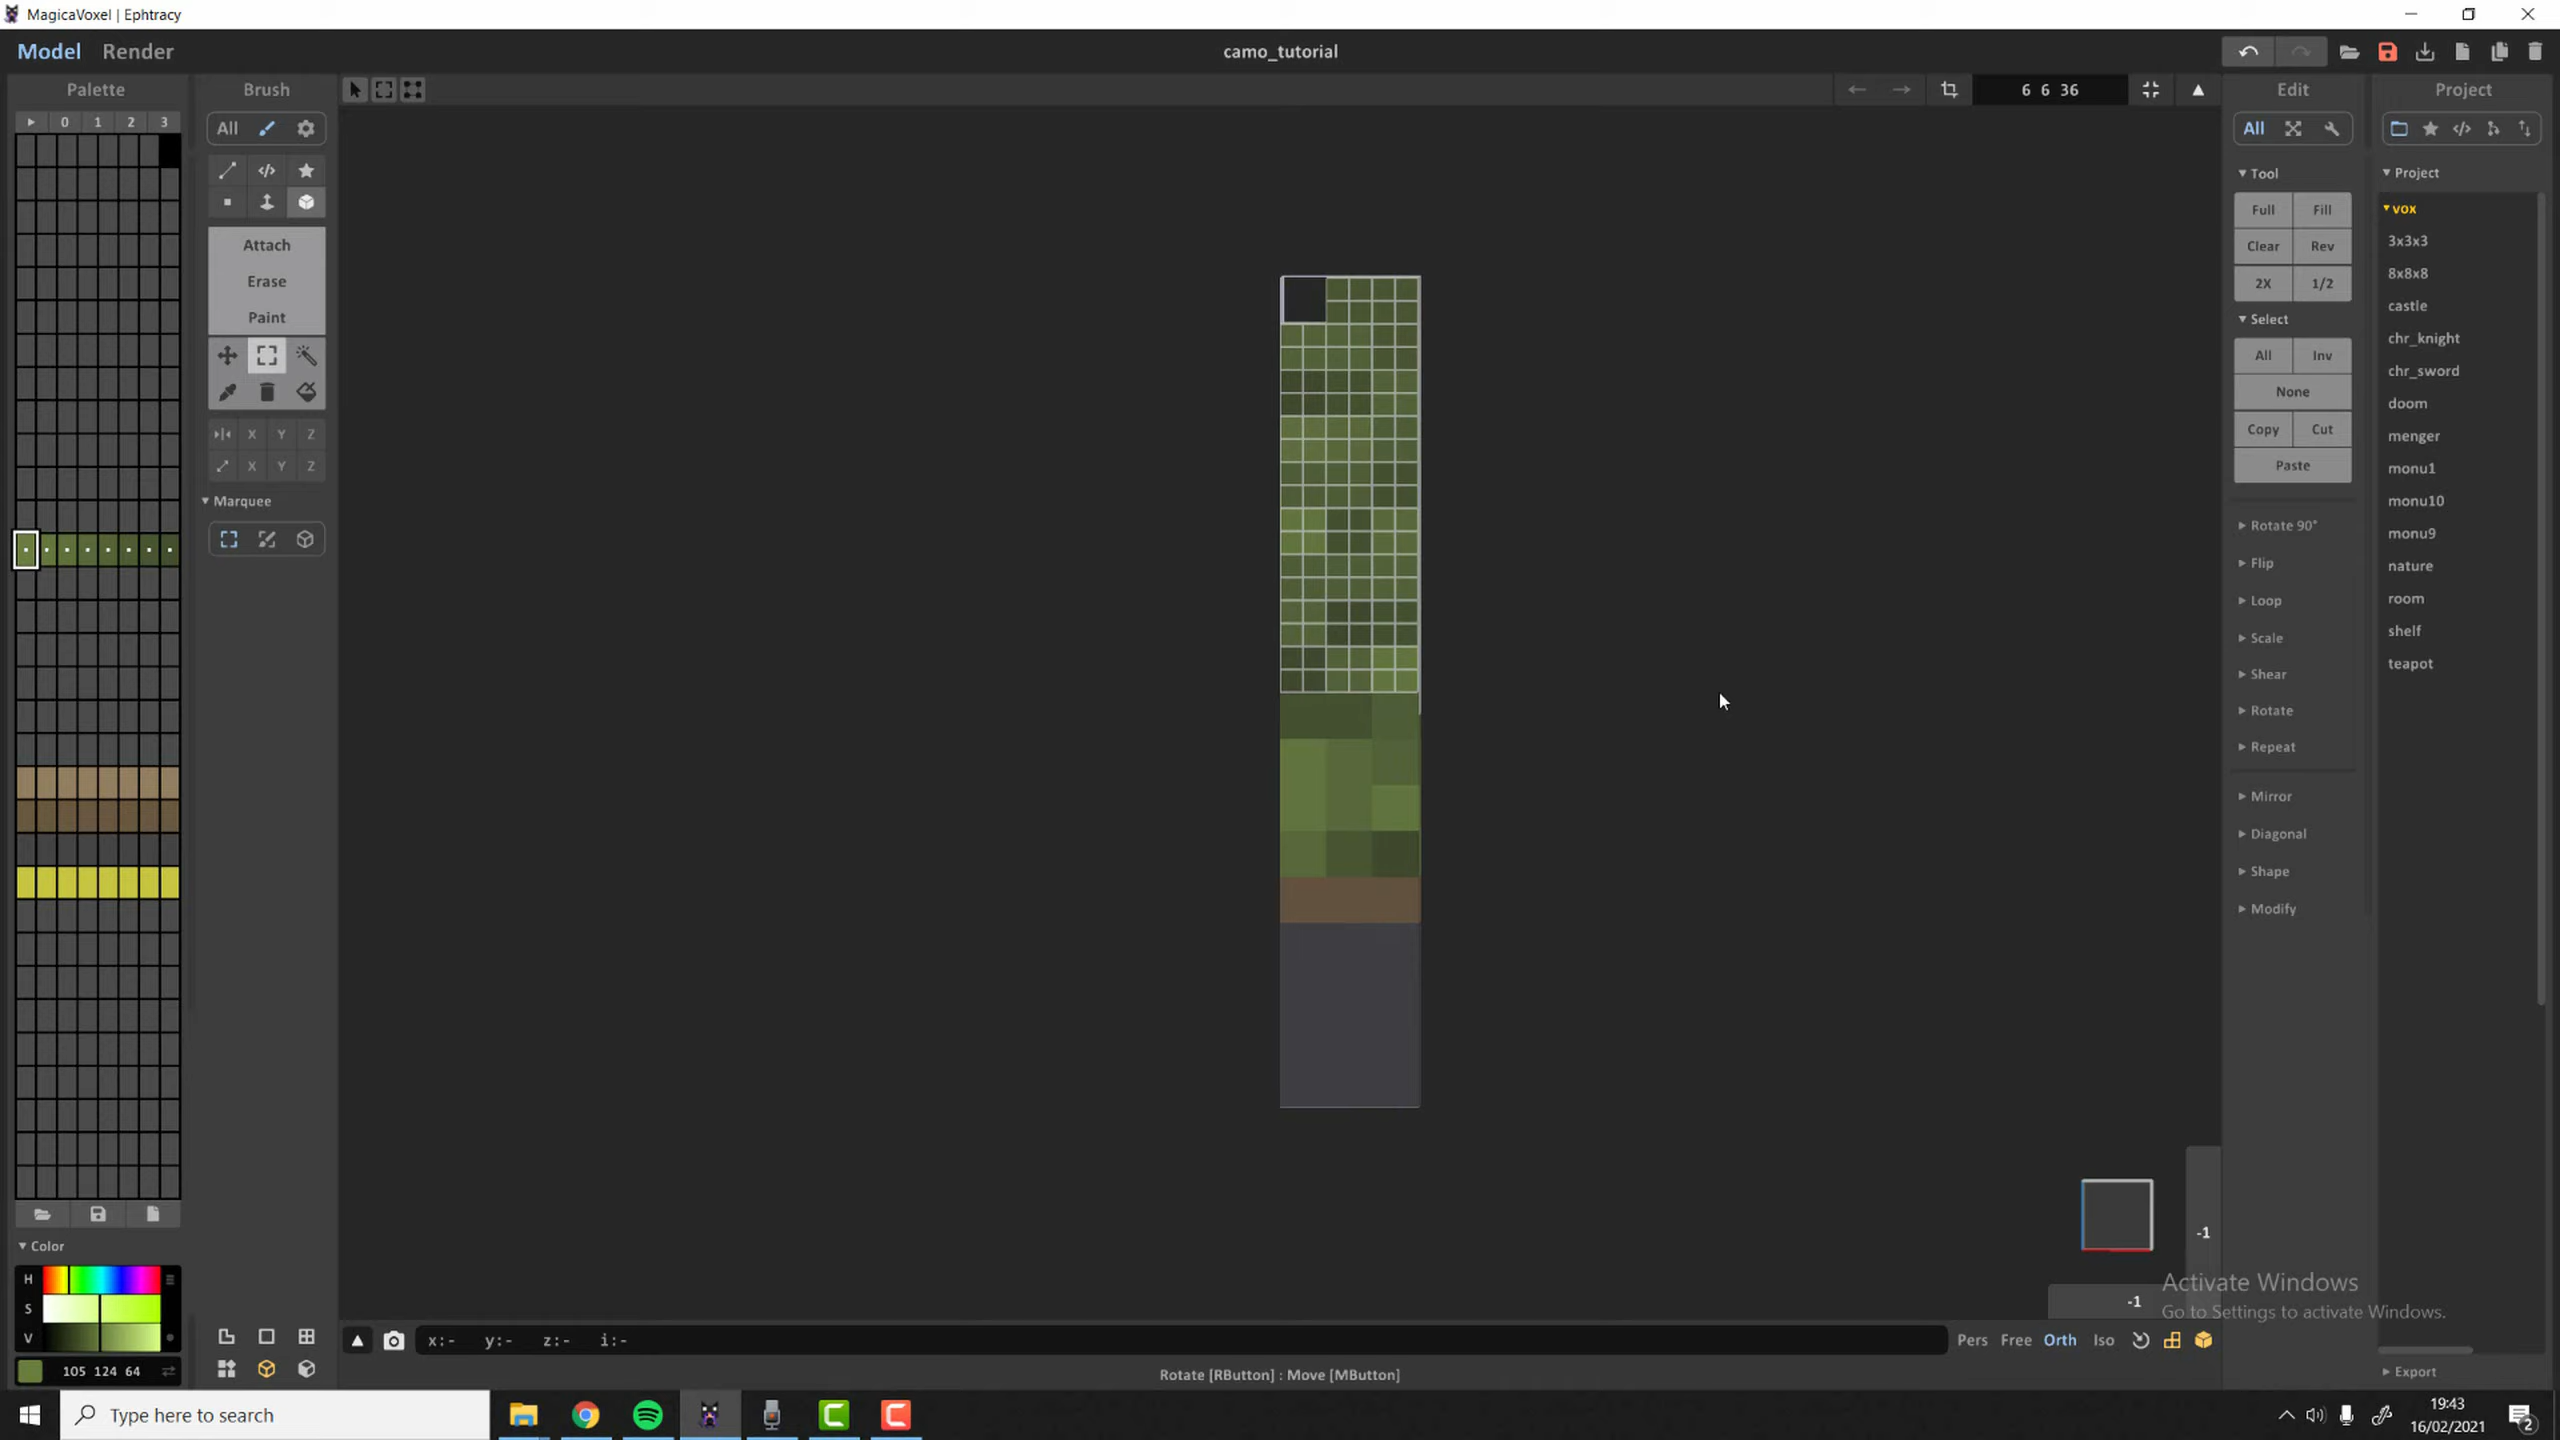 MagicaVoxel | Ephtracy
Model Render
camo_tutorial
Palette
Brush
6 6 36
Edit
Project
0 1 2 3
All
All
Tool
Project
Full Fill
vox
Attach
Clear Rev
3x3x3
Erase
2X 1/2
8x8x8
Paint
Select
castle
All Inv
chr_knight
None
chr_sword
X Y Z
Copy Cut
doom
X Y Z
Paste
menger
Marquee
monu1
monu10
Rotate 90°
monu9
Flip
nature
Loop
room
Scale
shelf
Shear
teapot
Rotate
Repeat
Mirror
Diagonal
Shape
Modify
-1
Color
H
S
V
-1
Activate Windows
Go to Settings to activate Windows.
x:- y:- z:- i:-
Pers Free Orth Iso
105 124 64
Rotate [RButton] : Move [MButton]
Export
Type here to search
19:43
16/02/2021
2